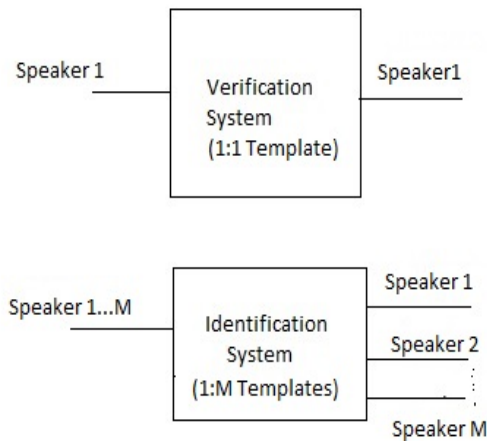 Speaker 1
Verification
System
(1:1 Template)
Speaker1
Speaker 1...M
Identification
System
(1:M Templates)
Speaker 1
Speaker 2
Speaker M